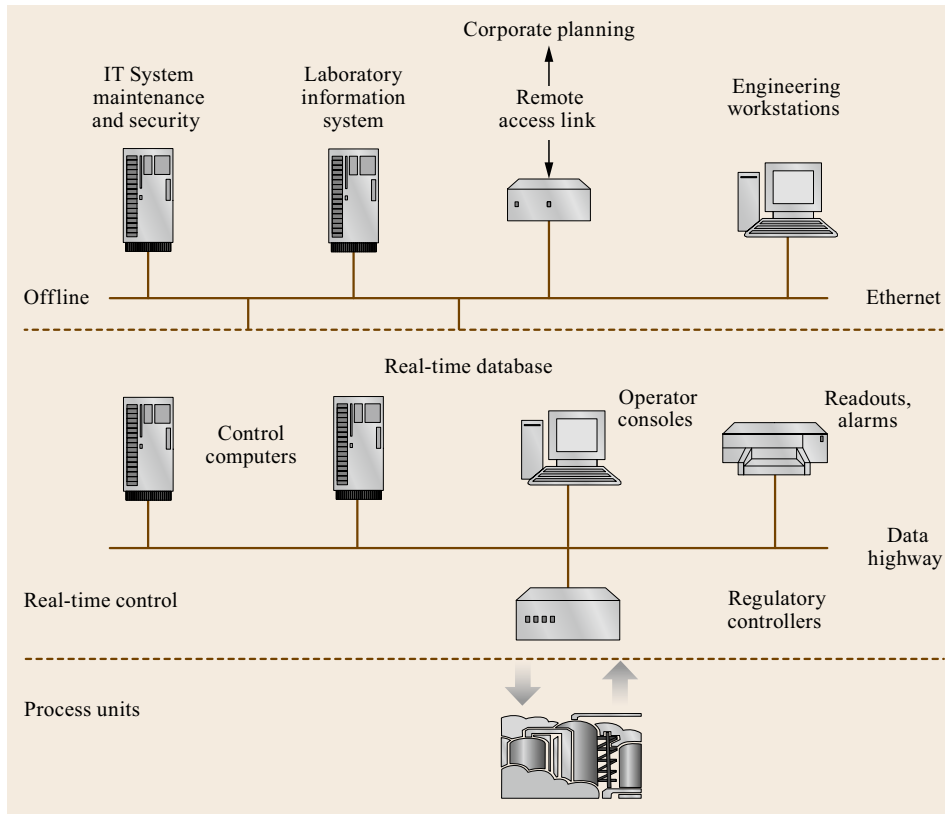 Corporate planning
IT System
maintenance
and security
Laboratory
information
system
Remote
access link
Engineering
workstations
Offline
Ethernet
Real-time database
Control
computers
Operator
consoles
Readouts,
alarms
Data
highway
Real-time control
Regulatory
controllers
Process units